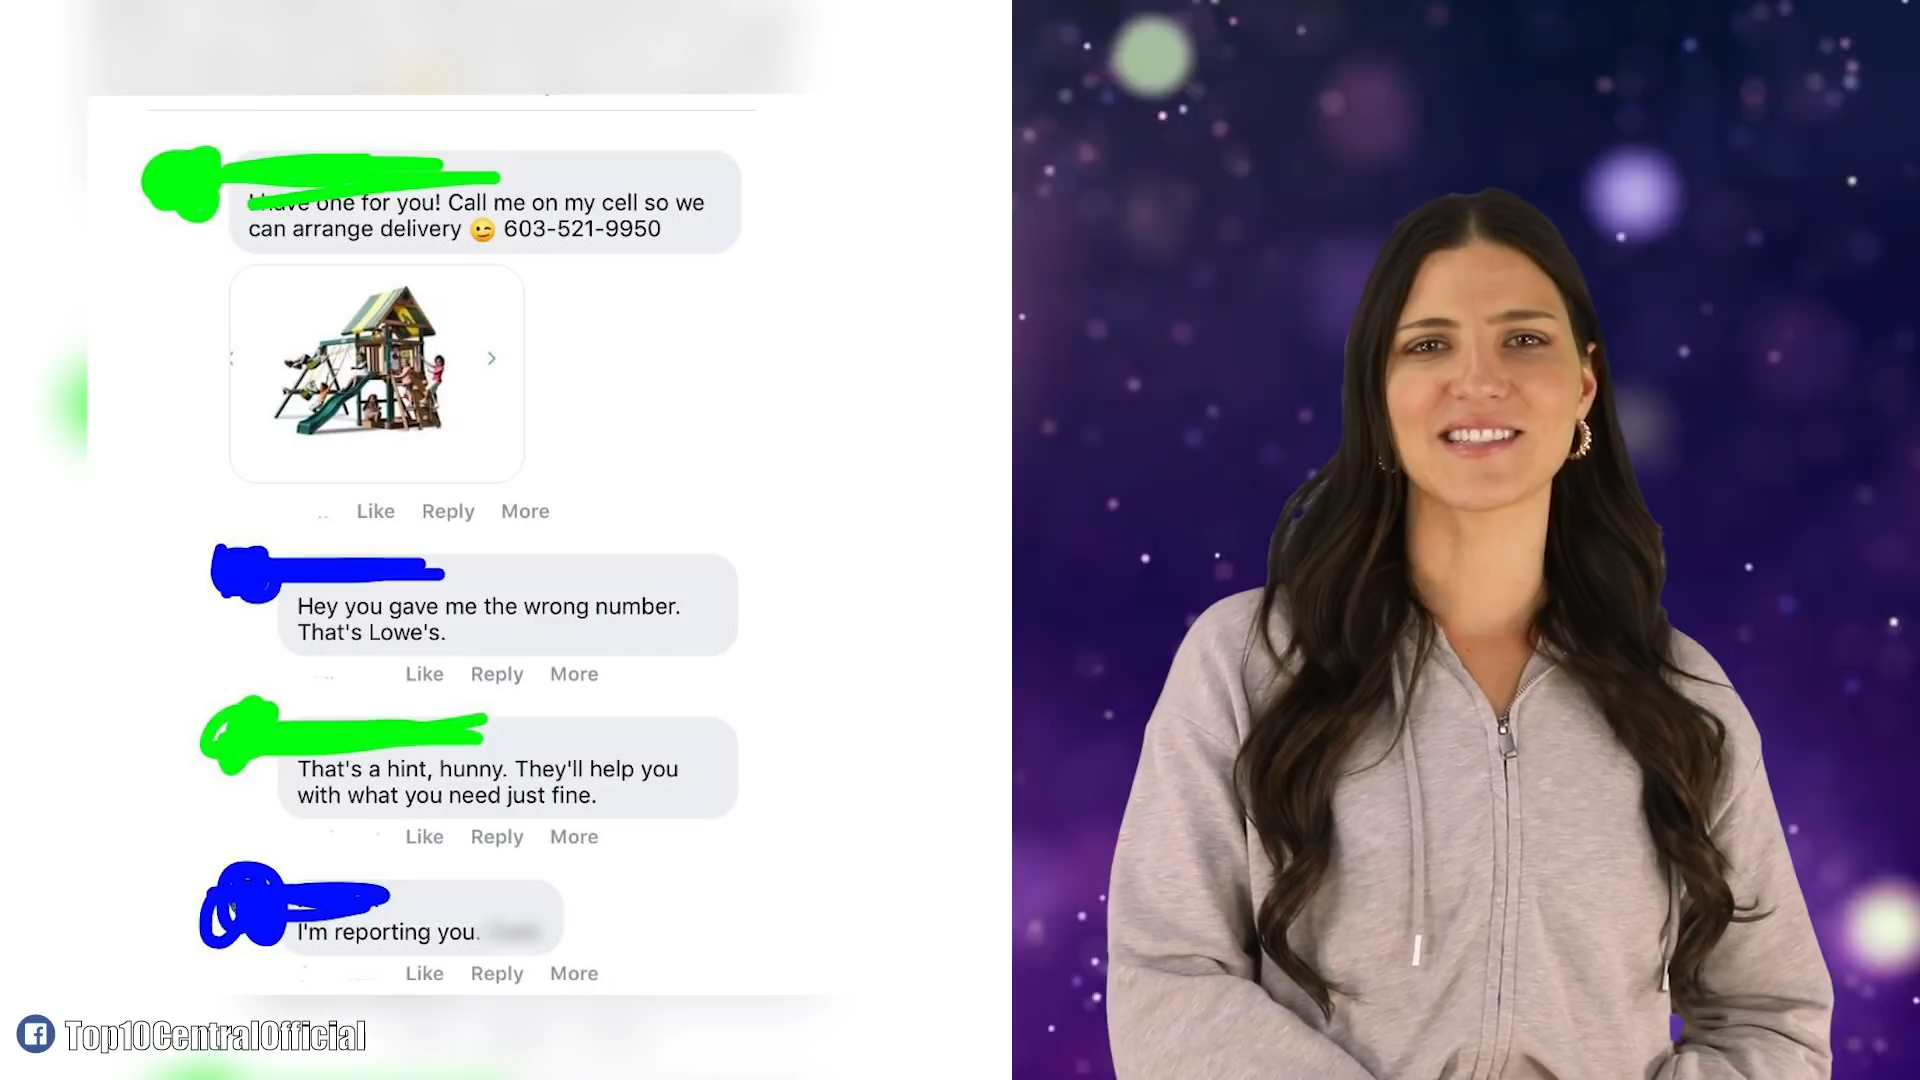 have one for you! Call me on my cell so we
can arrange delivery 😉 603-521-9950
Like Reply More
Hey you gave me the wrong number.
That's Lowe's.
Like Reply More
That's a hint, hunny. They'll help you
with what you need just fine.
Like Reply More
I'm reporting you.
Like Reply More
Top10CentralOfficial